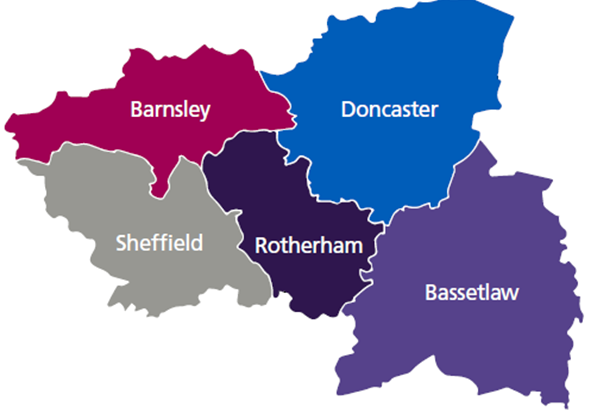 Barnsley
Doncaster
Sheffield
Rotherham
Bassetlaw